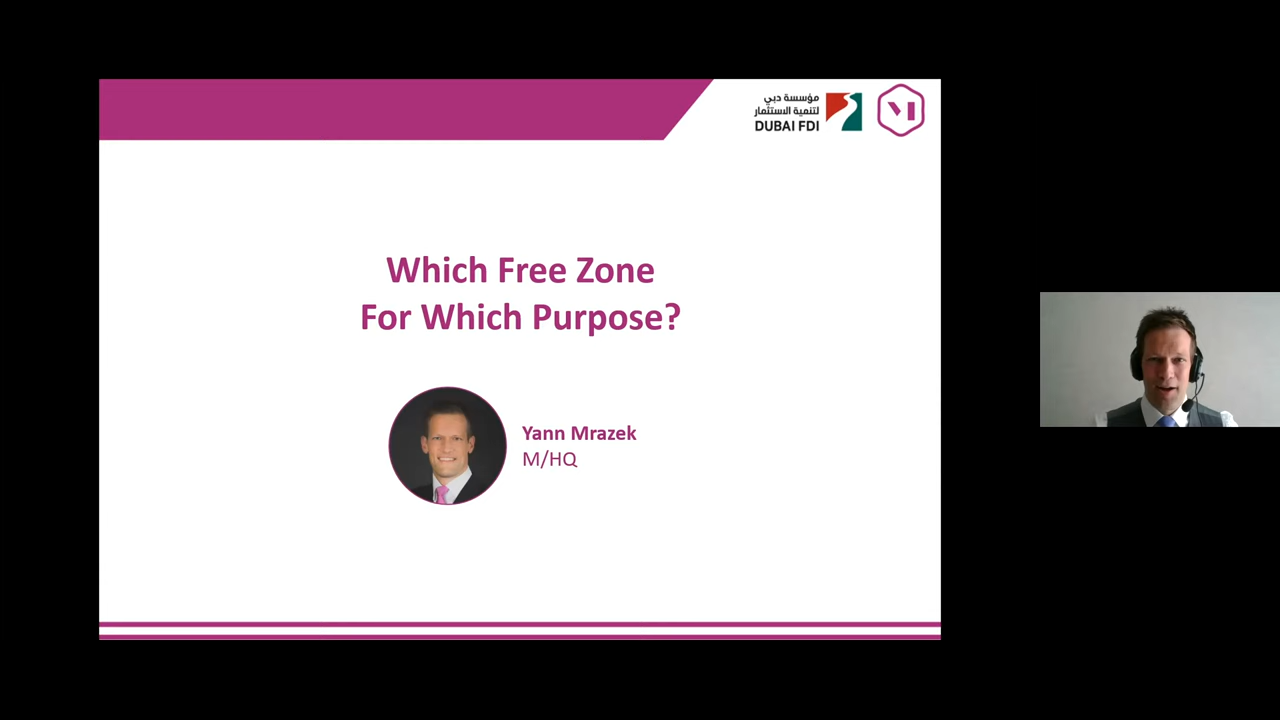 مؤسسة دبي
لتنمية الاستثمار
DUBAI FDI
Which Free Zone
For Which Purpose?
Yann Mrazek
M/HQ